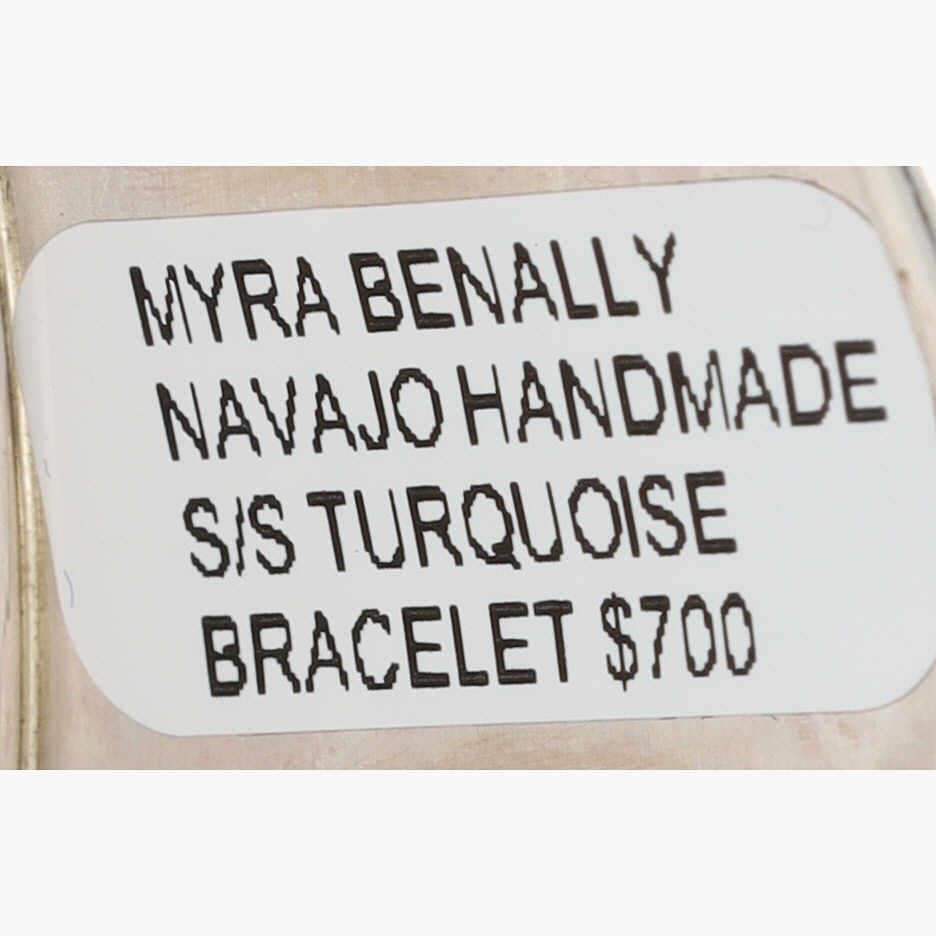 MYRA BENALLY
NAVAJO HANDMADE
S/S TURQUOISE
BRACELET $700